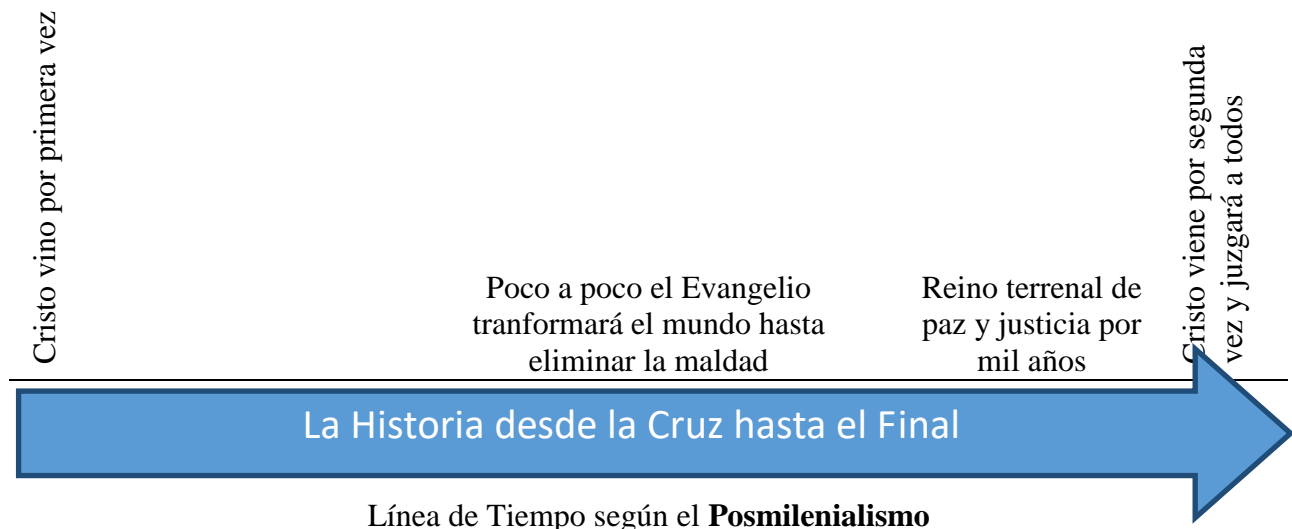 Cristo vino por primera vez
Poco a poco el Evangelio
tranformará el mundo hasta
eliminar la maldad
Reino terrenal de
paz y justicia por
mil años
Cristo viene por segunda
vez y juzgará a todos
La Historia desde la Cruz hasta el Final
Línea de Tiempo según el Posmilenialismo